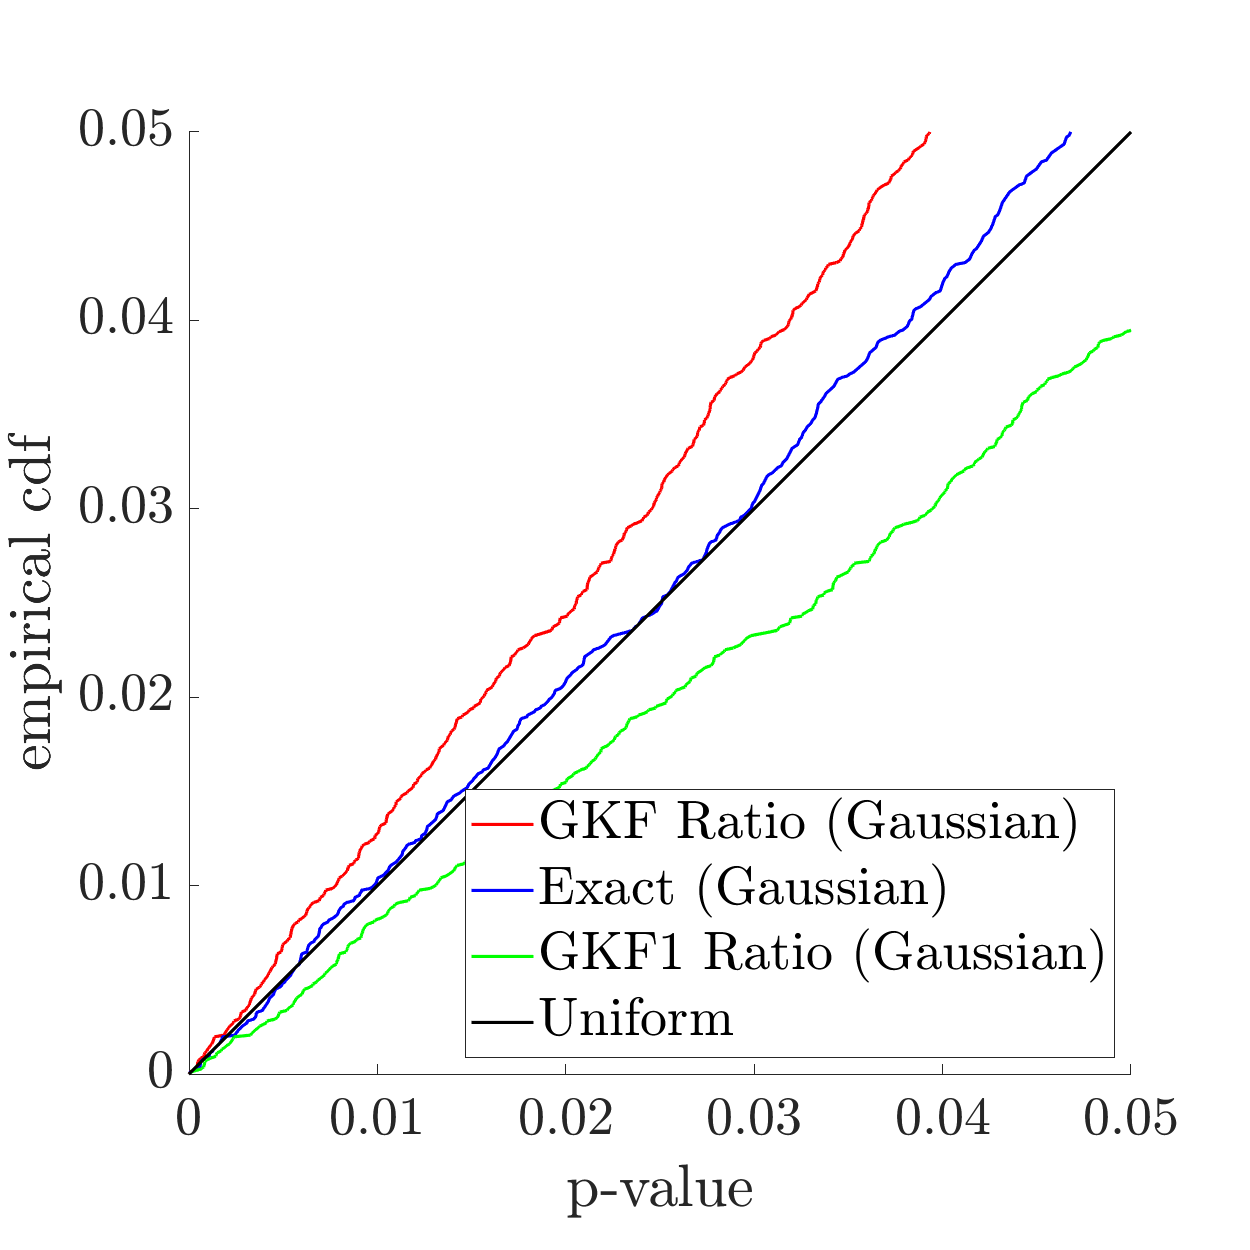 0.05
0.04
0.03
0.02
0.01
0
empirical cdf
GKF Ratio (Gaussian)
Exact (Gaussian)
GKF1 Ratio (Gaussian)
Uniform
0 0.01 0.02 0.03 0.04 0.05
p-value